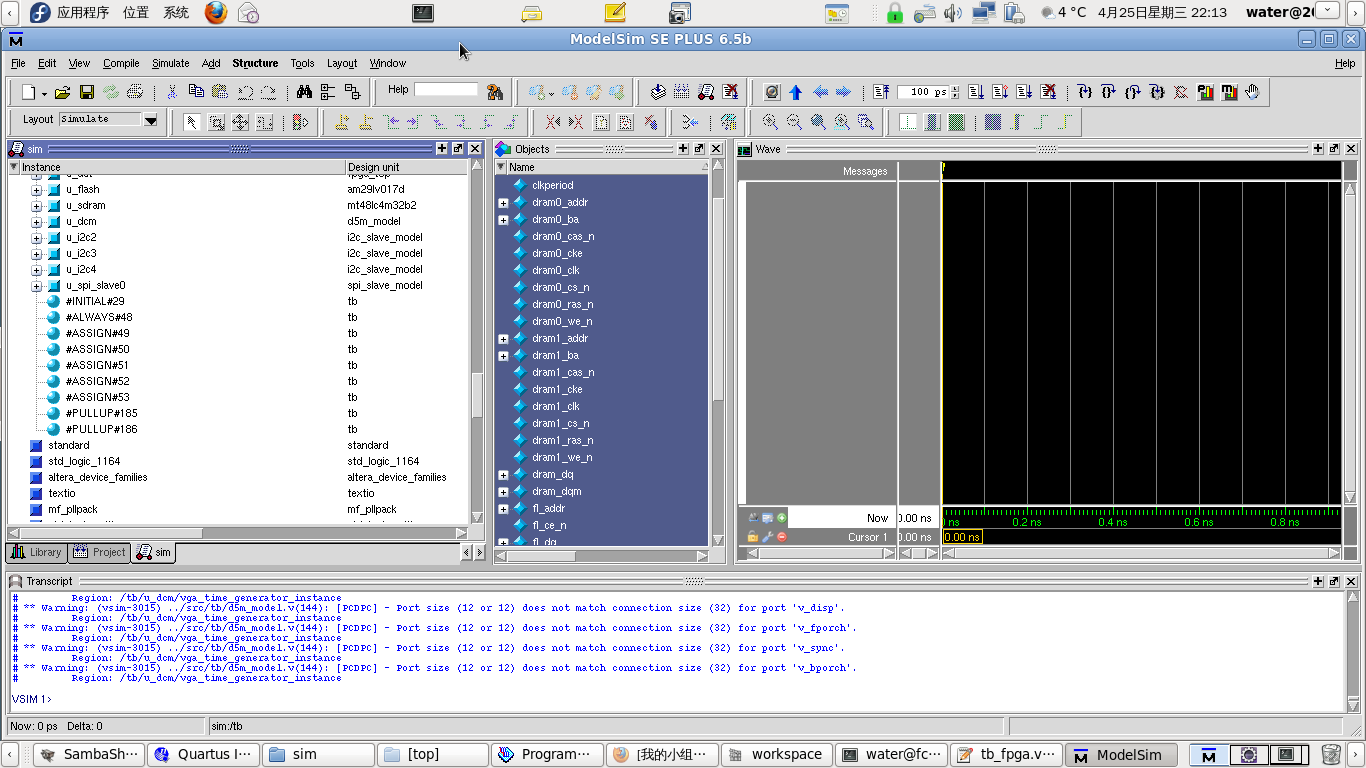 应用程序 位置 系统 4 °C 4月25日星期三 22:13 water@20
ModelSim SE PLUS 6.5b
File Edit View Compile Simulate Add Structure Tools Layout Window Help
Help 100 ps
Layout Simulate
sim
Instance Design unit
u_flash am29lv017d
u_sdram mt48lc4m32b2
u_dcm d5m_model
u_i2c2 i2c_slave_model
u_i2c3 i2c_slave_model
u_i2c4 i2c_slave_model
u_spi_slave0 spi_slave_model
#INITIAL#29 tb
#ALWAYS#48 tb
#ASSIGN#49 tb
#ASSIGN#50 tb
#ASSIGN#51 tb
#ASSIGN#52 tb
#ASSIGN#53 tb
#PULLUP#185 tb
#PULLUP#186 tb
standard standard
std_logic_1164 std_logic_1164
altera_device_families altera_device_families
textio textio
mf_pllpack mf_pllpack
Library Project sim
Objects
Name
clkperiod
dram0_addr
dram0_ba
dram0_cas_n
dram0_cke
dram0_clk
dram0_cs_n
dram0_ras_n
dram0_we_n
dram1_addr
dram1_ba
dram1_cas_n
dram1_cke
dram1_clk
dram1_cs_n
dram1_ras_n
dram1_we_n
dram_dq
dram_dqm
fl_addr
fl_ce_n
fl_dq
Wave
Messages
Now 0.00 ns ns 0.2 ns 0.4 ns 0.6 ns 0.8 ns
Cursor 1 0.00 ns 0.00 ns
Transcript
# Region: /tb/u_dcm/vga_time_generator_instance
# ** Warning: (vsim-3015) ../src/tb/d5m_model.v(144): [PCDPC] - Port size (12 or 12) does not match connection size (32) for port 'v_disp'.
# Region: /tb/u_dcm/vga_time_generator_instance
# ** Warning: (vsim-3015) ../src/tb/d5m_model.v(144): [PCDPC] - Port size (12 or 12) does not match connection size (32) for port 'v_fporch'.
# Region: /tb/u_dcm/vga_time_generator_instance
# ** Warning: (vsim-3015) ../src/tb/d5m_model.v(144): [PCDPC] - Port size (12 or 12) does not match connection size (32) for port 'v_sync'.
# Region: /tb/u_dcm/vga_time_generator_instance
# ** Warning: (vsim-3015) ../src/tb/d5m_model.v(144): [PCDPC] - Port size (12 or 12) does not match connection size (32) for port 'v_bporch'.
# Region: /tb/u_dcm/vga_time_generator_instance
VSIM 1>
Now: 0 ps Delta: 0 sim:/tb
SambaSh··· Quartus I··· sim [top] Program··· [我的小组··· workspace water@fc··· tb_fpga.v··· ModelSim